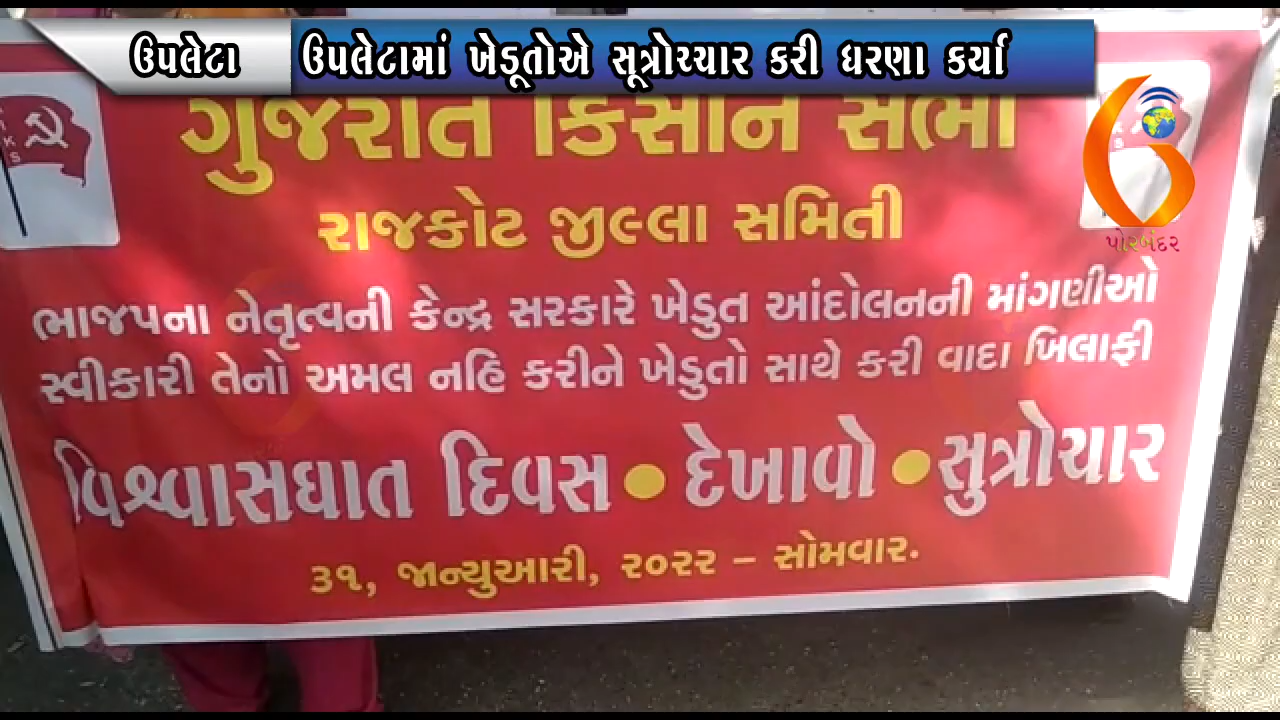 ઉપલેટા
ઉપલેટામાં ખેડૂતોએ સૂત્રોચ્ચાર કરી ધરણા કર્યા
ગુજરાત કિસાન સભા
K
S
પોરબંદર
રાજકોટ જીલ્લા સમિતી
ભાજપના નેતૃત્વની કેન્દ્ર સરકારે ખેડુત આંદોલનની માંગણીઓ
સ્વીકારી તેનો અમલ નહિ કરીને ખેડુતો સાથે કરી વાદા ખિલાફી
વિશ્વાસઘાત દિવસ • દેખાવો • સુત્રોચાર
૩૧, જાન્યુઆરી, ૨૦૨૨ – સોમવાર.